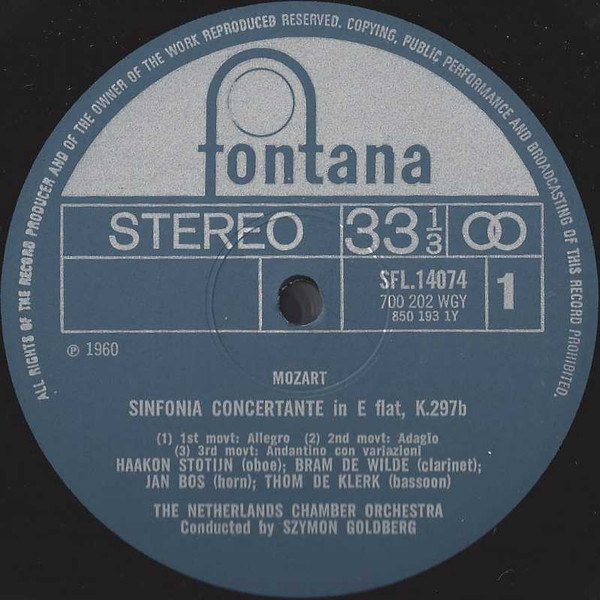 ALL RIGHTS OF THE RECORD PRODUCER AND OF THE OWNER OF THE WORK REPRODUCED RESERVED. COPYING, PUBLIC PERFORMANCE AND BROADCASTING OF THIS RECORD PROHIBITED.
fontana
STEREO 33 1/3
SFL.14074 1
700 202 WGY
850 193 1Y
℗ 1960
MOZART
SINFONIA CONCERTANTE in E flat, K.297b
(1) 1st movt: Allegro (2) 2nd movt: Adagio
(3) 3rd movt: Andantino con variazioni
HAAKON STOTIJN (oboe); BRAM DE WILDE (clarinet);
JAN BOS (horn); THOM DE KLERK (bassoon)
THE NETHERLANDS CHAMBER ORCHESTRA
Conducted by SZYMON GOLDBERG